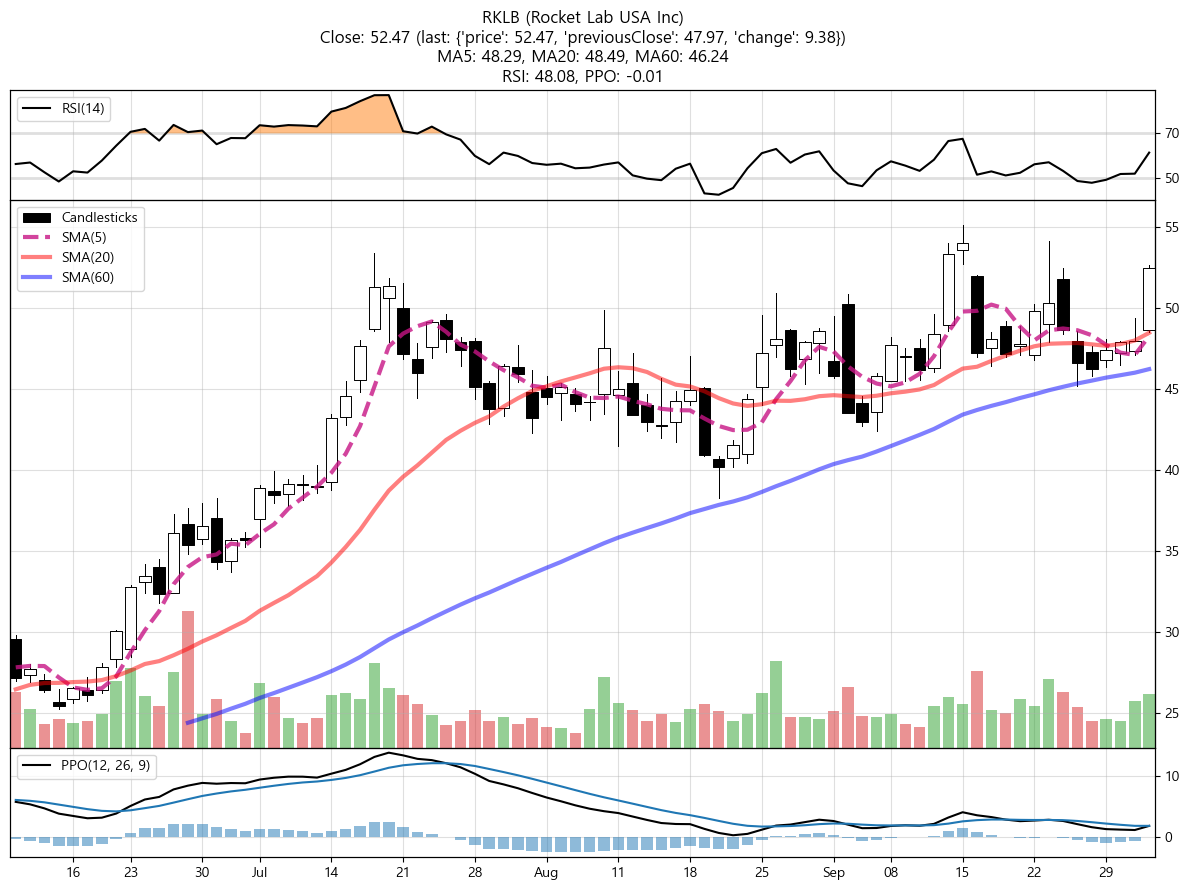 RKLB (Rocket Lab USA Inc)
Close: 52.47 (last: {'price': 52.47, 'previousClose': 47.97, 'change': 9.38})
MA5: 48.29, MA20: 48.49, MA60: 46.24
RSI: 48.08, PPO: -0.01
RSI(14)
70
50
Candlesticks
SMA(5)
SMA(20)
SMA(60)
55
50
45
40
35
30
25
PPO(12, 26, 9)
10
0
16 23 30 Jul 14 21 28 Aug 11 18 25 Sep 08 15 22 29